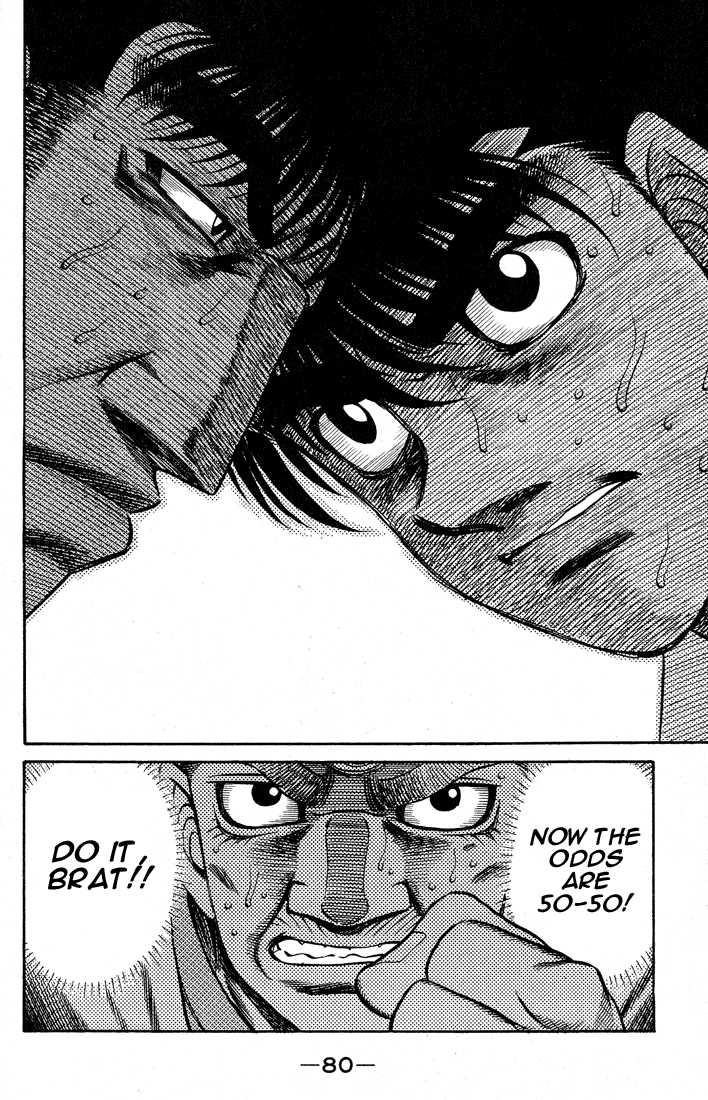 NOW THE
ODDS
ARE
50-50!
DO IT,
BRAT!!
—80—